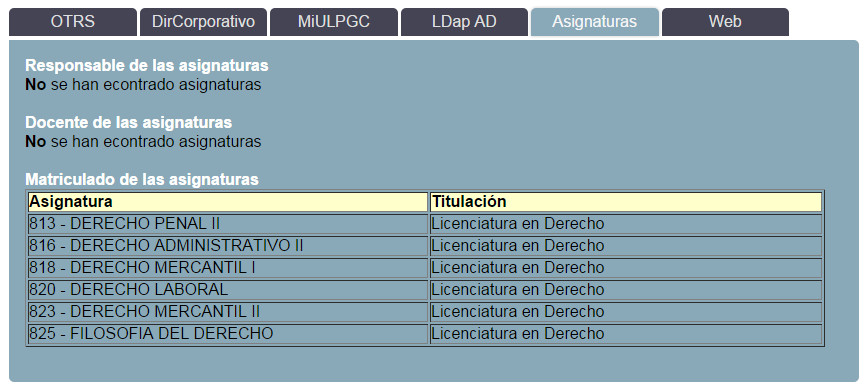 OTRS DirCorporativo MiULPGC LDap AD Asignaturas Web
Responsable de las asignaturas
No se han econtrado asignaturas
Docente de las asignaturas
No se han econtrado asignaturas
Matriculado de las asignaturas
Asignatura Titulación
813 - DERECHO PENAL II Licenciatura en Derecho
816 - DERECHO ADMINISTRATIVO II Licenciatura en Derecho
818 - DERECHO MERCANTIL I Licenciatura en Derecho
820 - DERECHO LABORAL Licenciatura en Derecho
823 - DERECHO MERCANTIL II Licenciatura en Derecho
825 - FILOSOFIA DEL DERECHO Licenciatura en Derecho